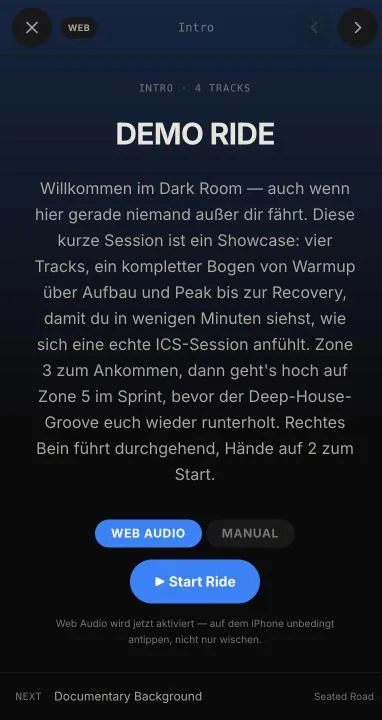 WEB
Intro
INTRO · 4 TRACKS
DEMO RIDE
Willkommen im Dark Room — auch wenn
hier gerade niemand außer dir fährt. Diese
kurze Session ist ein Showcase: vier
Tracks, ein kompletter Bogen von Warmup
über Aufbau und Peak bis zur Recovery,
damit du in wenigen Minuten siehst, wie
sich eine echte ICS-Session anfühlt. Zone
3 zum Ankommen, dann geht's hoch auf
Zone 5 im Sprint, bevor der Deep-House-
Groove euch wieder runterholt. Rechtes
Bein führt durchgehend, Hände auf 2 zum
Start.
WEB AUDIO MANUAL
Start Ride
Web Audio wird jetzt aktiviert — auf dem iPhone unbedingt
antippen, nicht nur wischen.
NEXT Documentary Background Seated Road